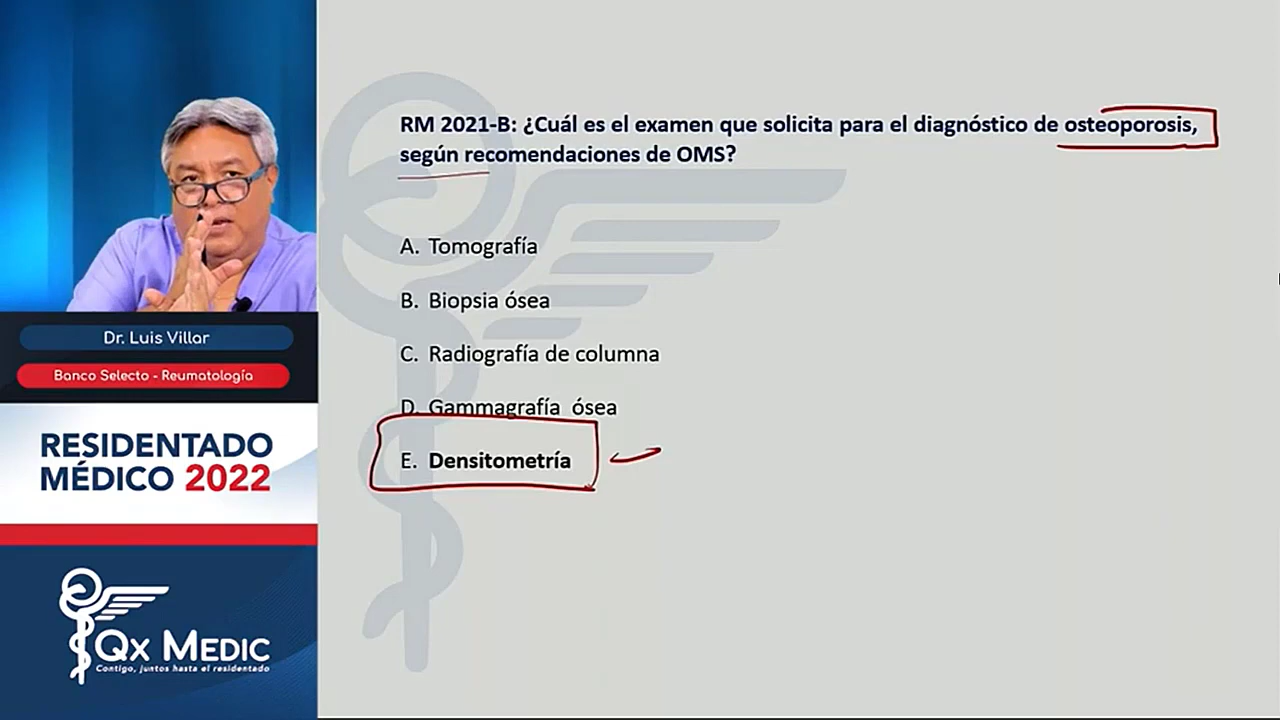 RM 2021-B: ¿Cuál es el examen que solicita para el diagnóstico de osteoporosis,
según recomendaciones de OMS?
A. Tomografía
B. Biopsia ósea
C. Radiografía de columna
D. Gammagrafía ósea
E. Densitometría
Dr. Luis Villar
Banco Selecto - Reumatología
RESIDENTADO
MÉDICO 2022
Qx MEDIC
Contigo, juntos hasta el residentado